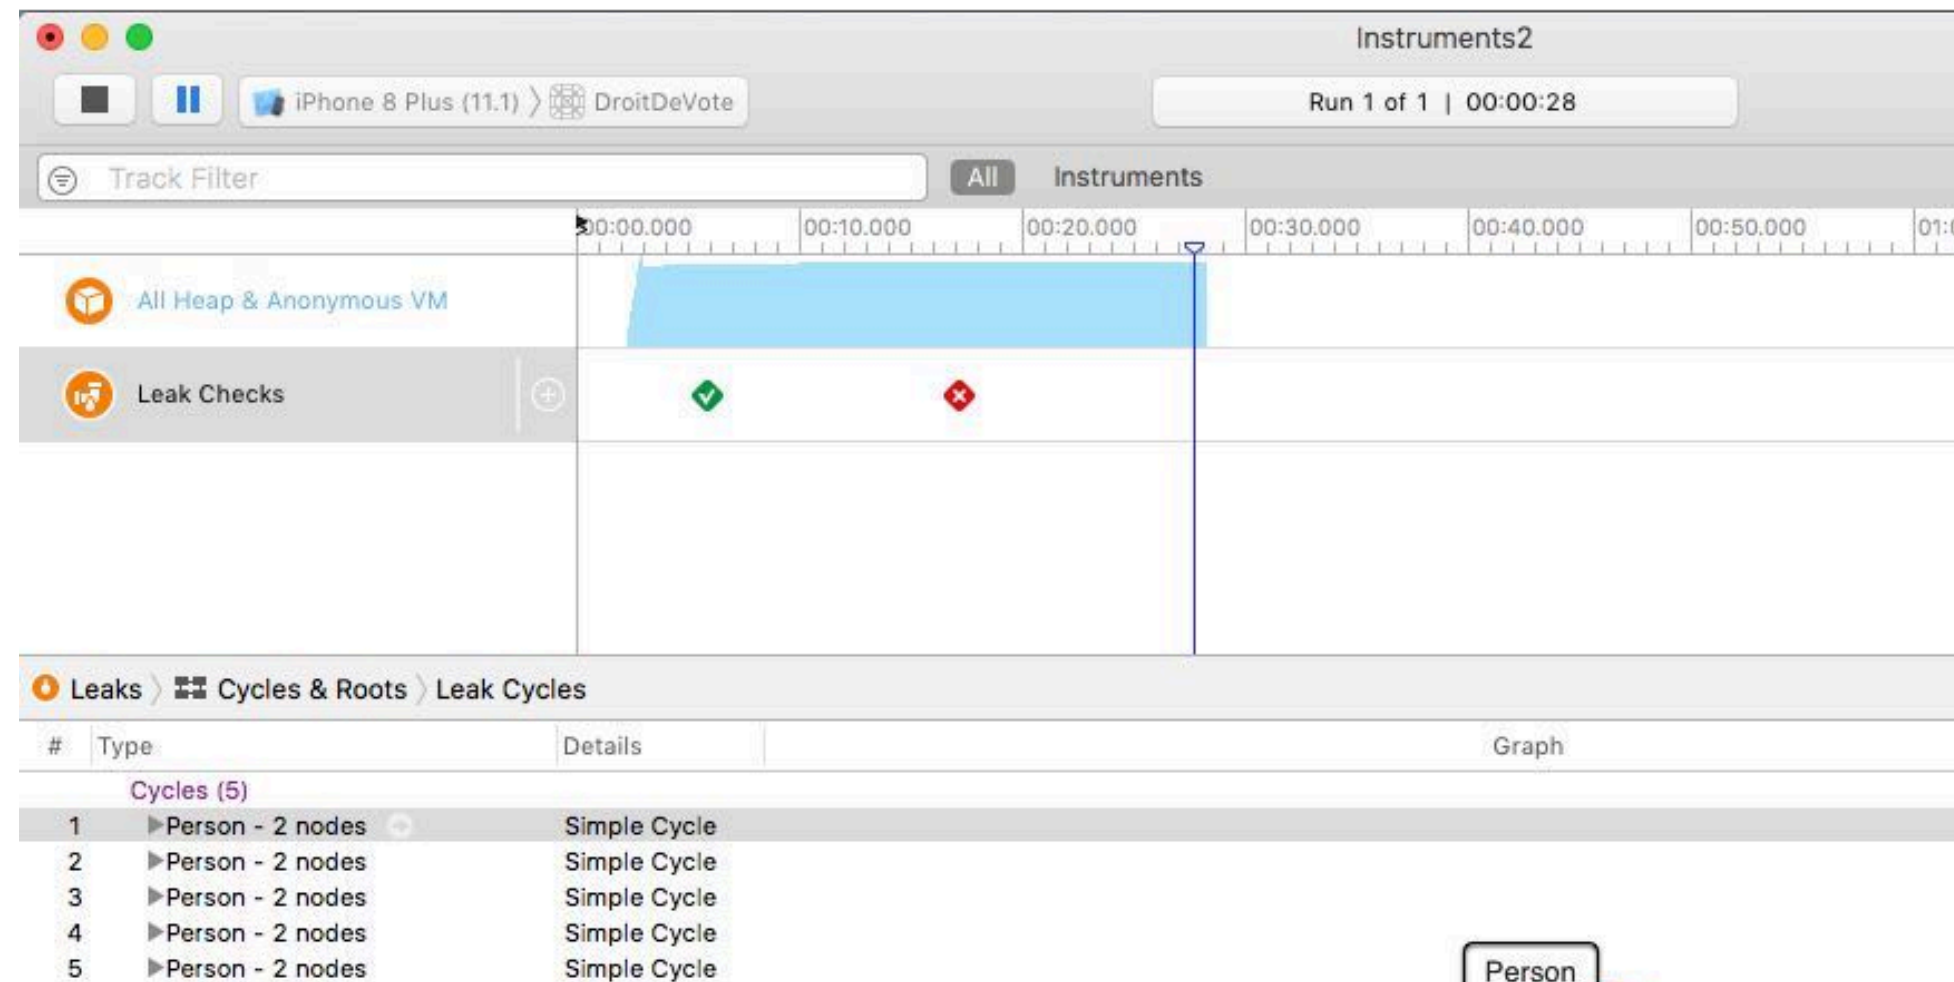 Instruments2
iPhone 8 Plus (11.1) DroitDeVote
Run 1 of 1 | 00:00:28
Track Filter
All Instruments
00:00.000 00:10.000 00:20.000 00:30.000 00:40.000 00:50.000 01:0
All Heap & Anonymous VM
Leak Checks
Leaks Cycles & Roots Leak Cycles
# Type Details Graph
Cycles (5)
1 Person - 2 nodes Simple Cycle
2 Person - 2 nodes Simple Cycle
3 Person - 2 nodes Simple Cycle
4 Person - 2 nodes Simple Cycle
5 Person - 2 nodes Simple Cycle
Person